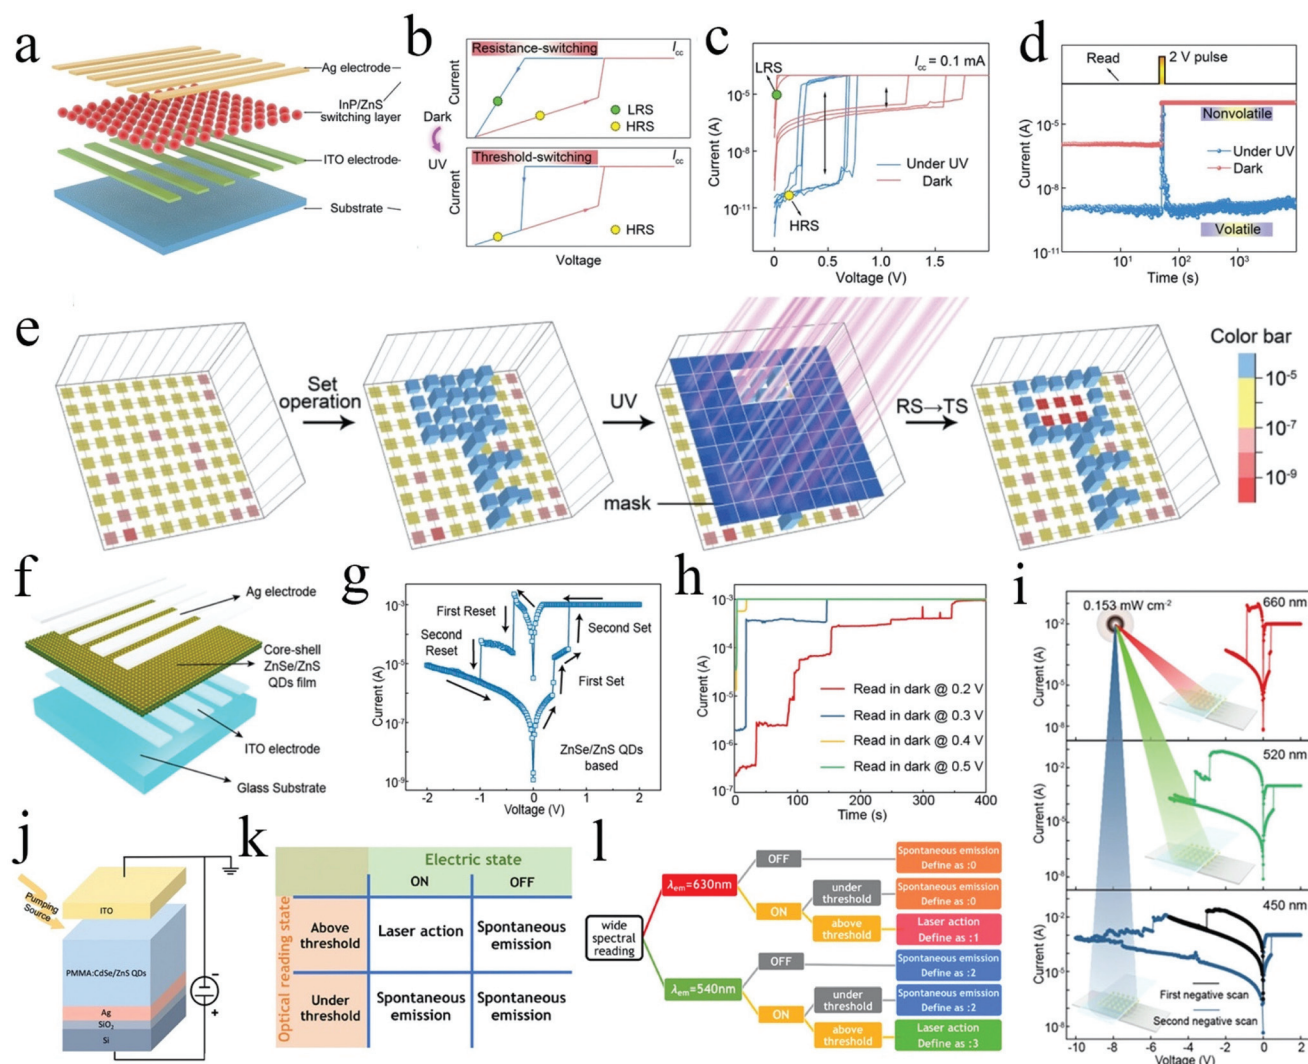 a
Ag electrode
InP/ZnS
switching layer
ITO electrode
Substrate
b
Resistance-switching
Icc
Current
LRS
HRS
Dark
UV
Threshold-switching
Icc
Current
HRS
Voltage
c
LRS
Icc = 0.1 mA
10-5
10-8
10-11
Current (A)
Under UV
Dark
HRS
0
0.5
1.0
1.5
Voltage (V)
d
Read
2 V pulse
10-5
10-8
10-11
Current (A)
Nonvolatile
Under UV
Dark
Volatile
101
102
103
Time (s)
e
Set
operation
UV
mask
RS→TS
Color bar
10-5
10-7
10-9
f
Ag electrode
Core-shell
ZnSe/ZnS
QDs film
ITO electrode
Glass Substrate
g
10-3
10-5
10-7
10-9
Current (A)
First Reset
Second
Reset
Second Set
First Set
ZnSe/ZnS QDs
based
-2
-1
0
1
2
Voltage (V)
h
10-3
10-4
10-5
10-6
10-7
Current (A)
Read in dark @ 0.2 V
Read in dark @ 0.3 V
Read in dark @ 0.4 V
Read in dark @ 0.5 V
0
100
200
300
400
Time (s)
i
0.153 mW cm-2
660 nm
10-2
10-5
10-8
Current (A)
520 nm
10-2
10-5
10-8
Current (A)
450 nm
10-2
10-5
10-8
Current (A)
First negative scan
Second negative scan
-10
-8
-6
-4
-2
0
2
Voltage (V)
j
Pumping
Source
ITO
PMMA:CdSe/ZnS QDs
Ag
SiO2
Si
−
+
k
Electric state
ON
OFF
Optical reading state
Above
threshold
Laser action
Spontaneous
emission
Under
threshold
Spontaneous
emission
Spontaneous
emission
l
wide
spectral
reading
λem=630nm
OFF
Spontaneous emission
Define as :0
ON
under
threshold
Spontaneous emission
Define as :0
above
threshold
Laser action
Define as :1
λem=540nm
OFF
Spontaneous emission
Define as :2
ON
under
threshold
Spontaneous emission
Define as :2
above
threshold
Laser action
Define as :3